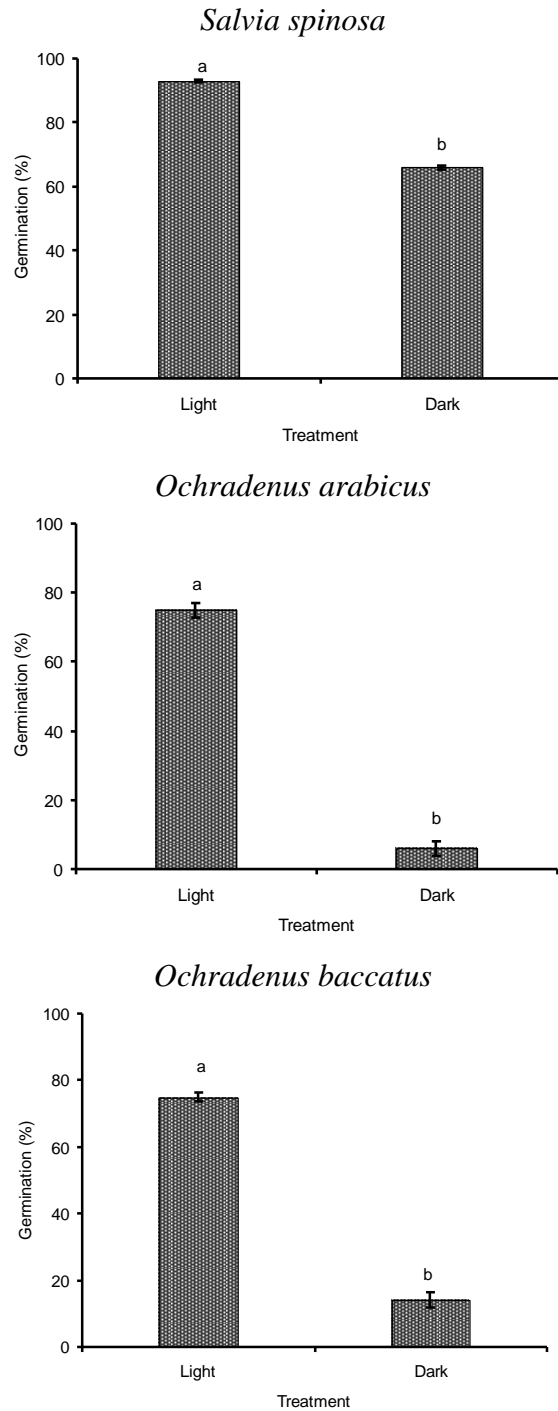 Salvia spinosa
100
80
60
40
20
0
Germination (%)
a
b
Light Dark
Treatment
Ochradenus arabicus
100
80
60
40
20
0
Germination (%)
a
b
Light Dark
Treatment
Ochradenus baccatus
100
80
60
40
20
0
Germination (%)
a
b
Light Dark
Treatment